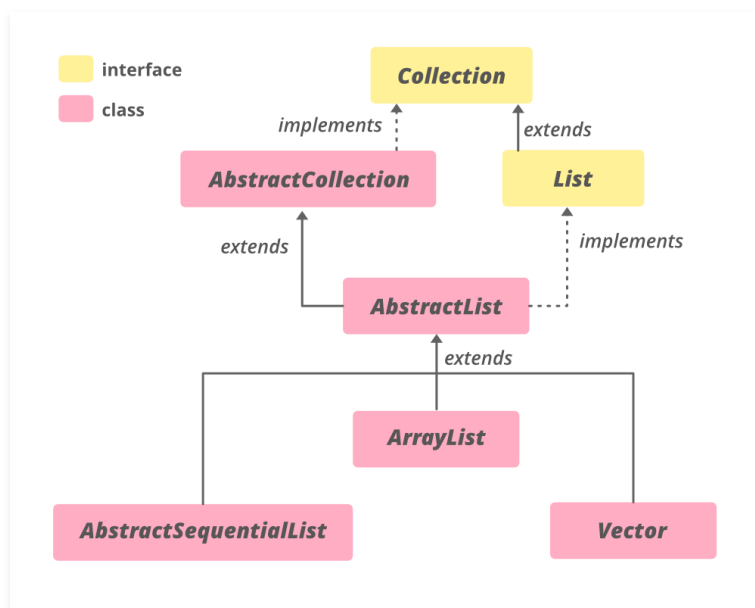 interface
class
Collection
implements
extends
AbstractCollection
List
extends
implements
AbstractList
extends
ArrayList
AbstractSequentialList
Vector